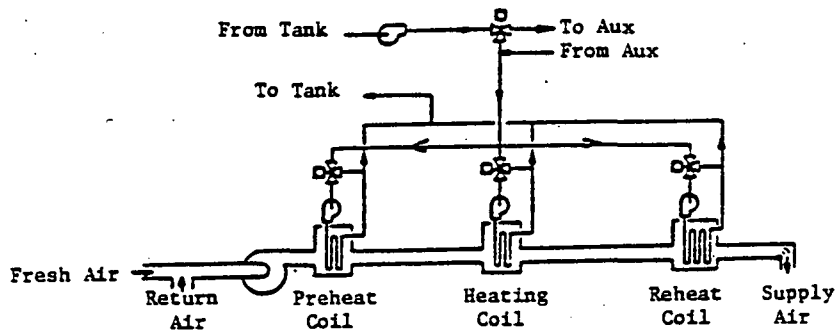 From Tank
To Aux
From Aux
To Tank
Fresh Air
Return
Air
Preheat
Coil
Heating
Coil
Reheat
Coil
Supply
Air